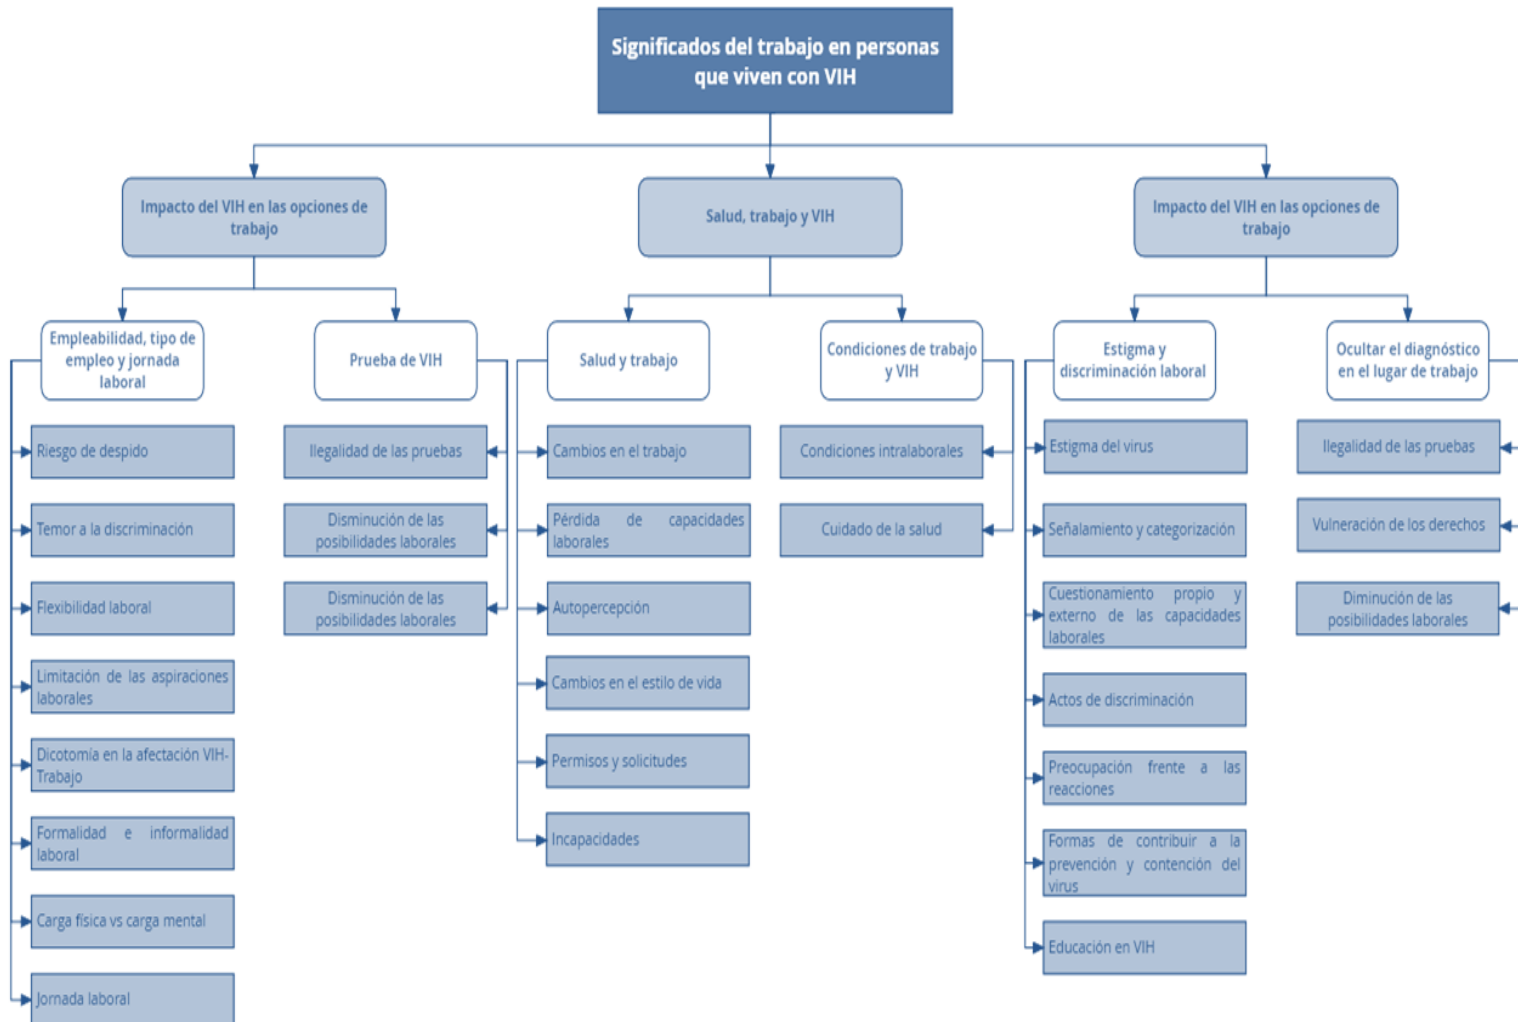 Significados del trabajo en personas
que viven con VIH
Impacto del VIH en las opciones de
trabajo
Salud, trabajo y VIH
Impacto del VIH en las opciones de
trabajo
Empleabilidad, tipo de
empleo y jornada
laboral
Prueba de VIH
Salud y trabajo
Condiciones de trabajo
y VIH
Estigma y
discriminación laboral
Ocultar el diagnóstico
en el lugar de trabajo
Riesgo de despido
Temor a la discriminación
Flexibilidad laboral
Limitación de las aspiraciones
laborales
Dicotomía en la afectación VIH-
Trabajo
Formalidad e informalidad
laboral
Carga física vs carga mental
Jornada laboral
Ilegalidad de las pruebas
Disminución de las
posibilidades laborales
Disminución de las
posibilidades laborales
Cambios en el trabajo
Pérdida de capacidades
laborales
Autopercepción
Cambios en el estilo de vida
Permisos y solicitudes
Incapacidades
Condiciones intralaborales
Cuidado de la salud
Estigma del virus
Señalamiento y categorización
Cuestionamiento propio y
externo de las capacidades
laborales
Actos de discriminación
Preocupación frente a las
reacciones
Formas de contribuir a la
prevención y contención del
virus
Educación en VIH
Ilegalidad de las pruebas
Vulneración de los derechos
Diminución de las
posibilidades laborales